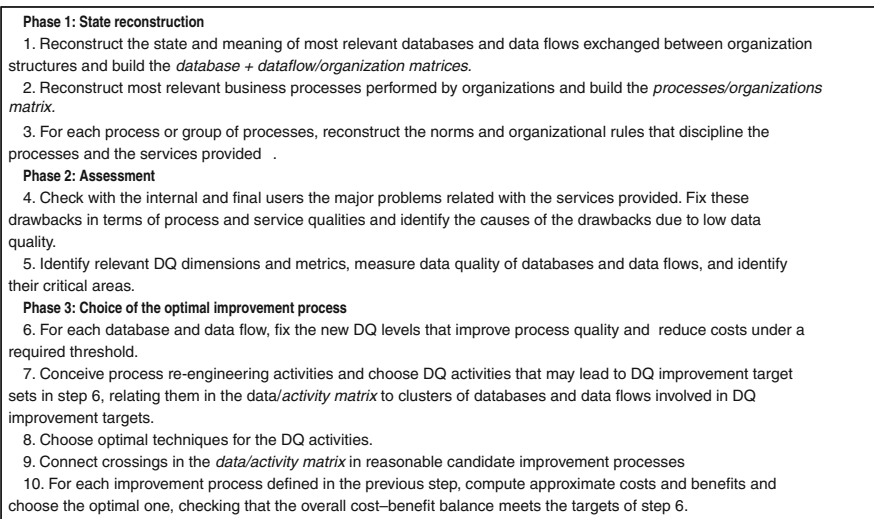 Phase 1: State reconstruction
1. Reconstruct the state and meaning of most relevant databases and data flows exchanged between organization
structures and build the database + dataflow/organization matrices.
2. Reconstruct most relevant business processes performed by organizations and build the processes/organizations
matrix.
3. For each process or group of processes, reconstruct the norms and organizational rules that discipline the
processes and the services provided .
Phase 2: Assessment
4. Check with the internal and final users the major problems related with the services provided. Fix these
drawbacks in terms of process and service qualities and identify the causes of the drawbacks due to low data
quality.
5. Identify relevant DQ dimensions and metrics, measure data quality of databases and data flows, and identify
their critical areas.
Phase 3: Choice of the optimal improvement process
6. For each database and data flow, fix the new DQ levels that improve process quality and reduce costs under a
required threshold.
7. Conceive process re-engineering activities and choose DQ activities that may lead to DQ improvement target
sets in step 6, relating them in the data/activity matrix to clusters of databases and data flows involved in DQ
improvement targets.
8. Choose optimal techniques for the DQ activities.
9. Connect crossings in the data/activity matrix in reasonable candidate improvement processes
10. For each improvement process defined in the previous step, compute approximate costs and benefits and
choose the optimal one, checking that the overall cost–benefit balance meets the targets of step 6.